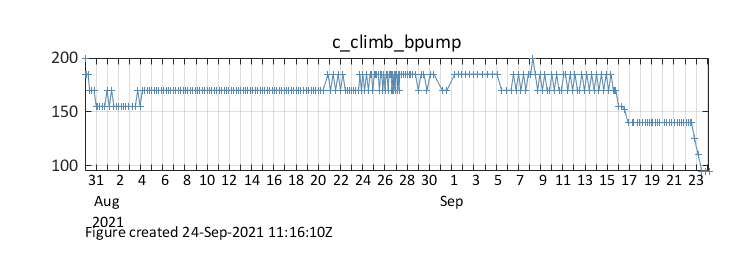 c_climb_bpump
200
150
100
31 2 4 6 8 10 12 14 16 18 20 22 24 26 28 30 1 3 5 7 9 11 13 15 17 19 21 23
Aug Sep
2021
Figure created 24-Sep-2021 11:16:10Z